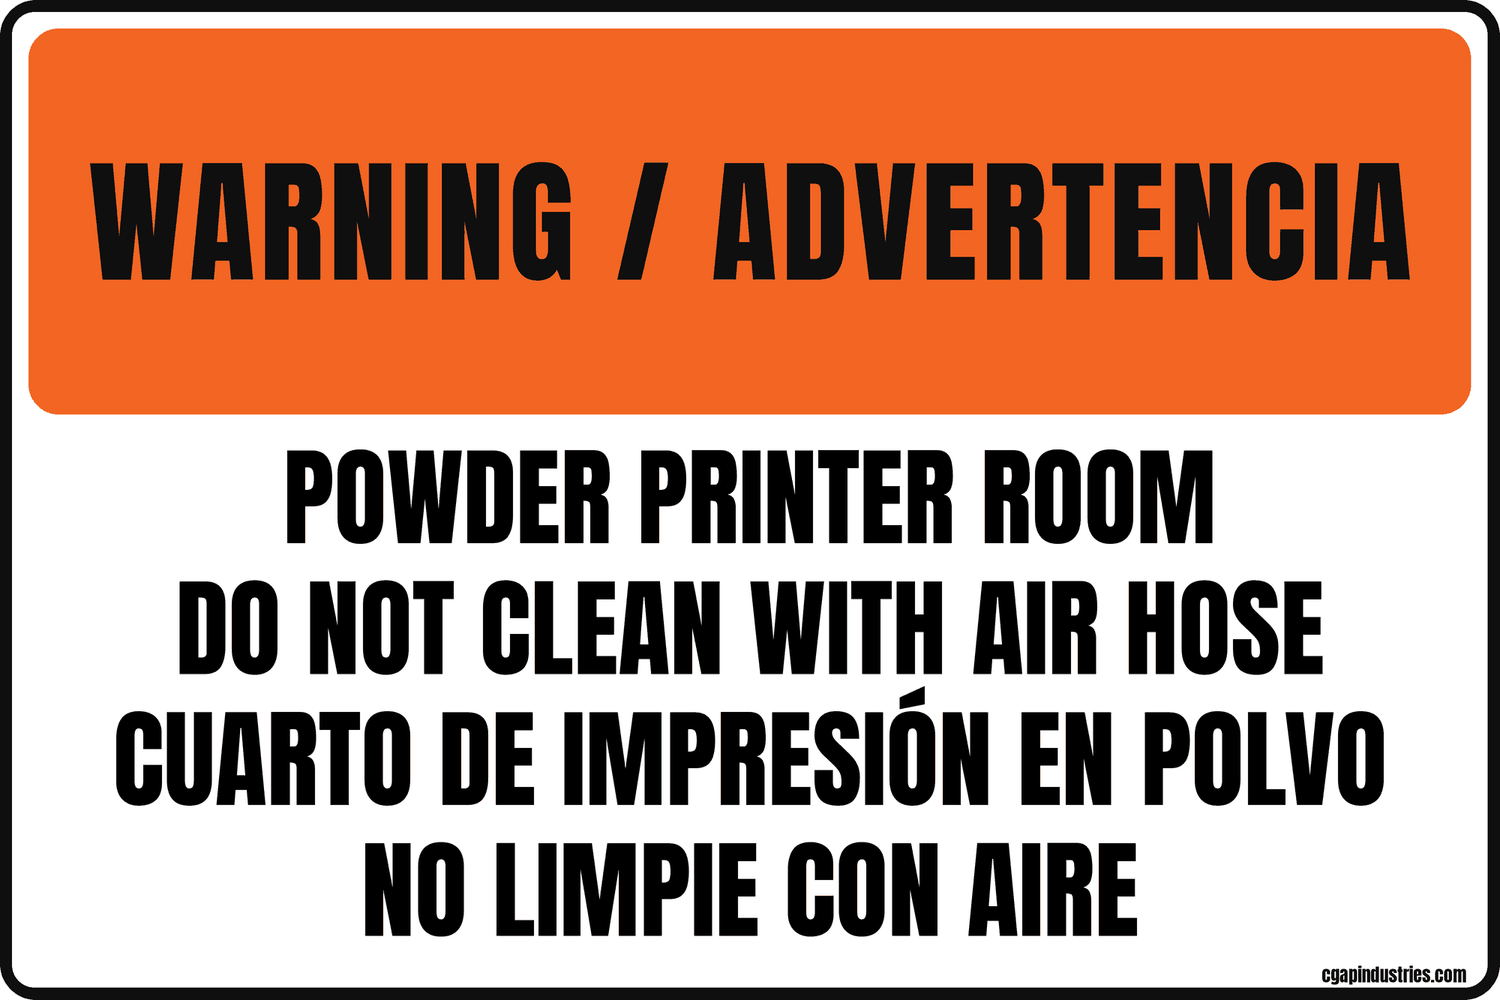 WARNING / ADVERTENCIA
POWDER PRINTER ROOM
DO NOT CLEAN WITH AIR HOSE
CUARTO DE IMPRESIÓN EN POLVO
NO LIMPIE CON AIRE
cgapindustries.com